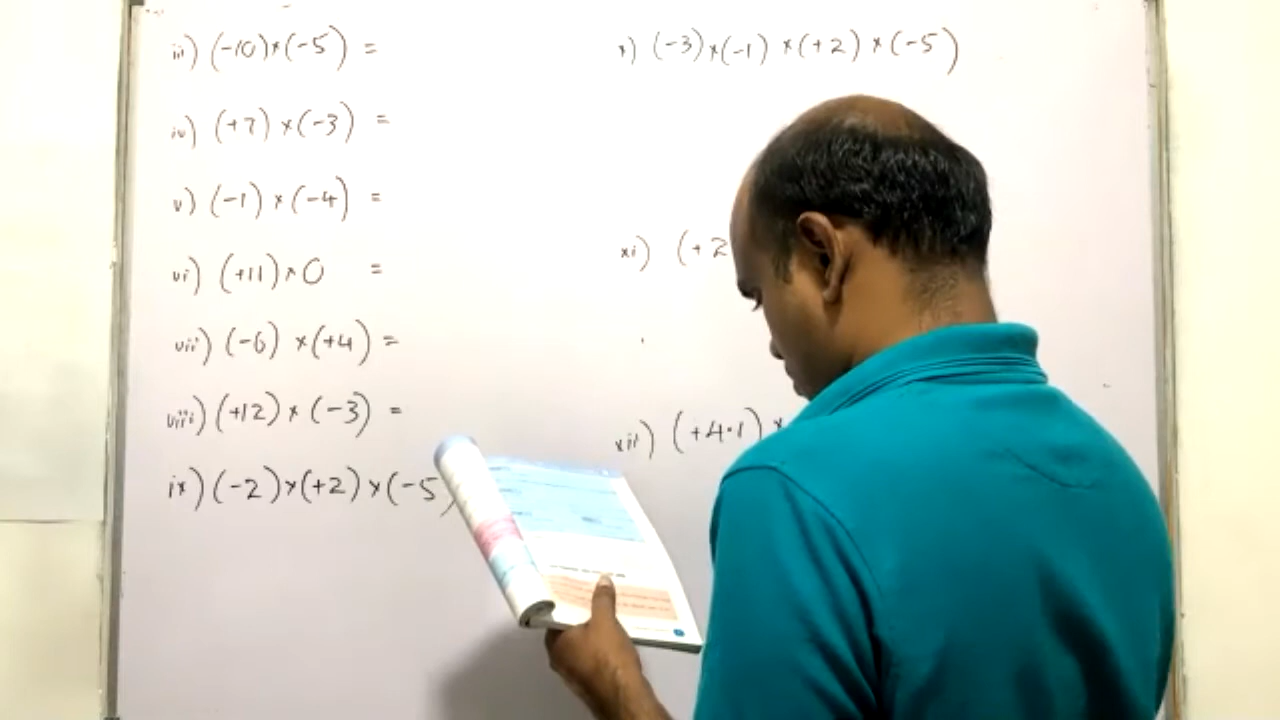 iii) (-10)×(-5) =
iv) (+7)×(-3) =
v) (-1)×(-4) =
vi) (+11)×0 =
vii) (-6)×(+4) =
viii) (+12)×(-3) =
ix) (-2)×(+2)×(-5)
x) (-3)×(-1)×(+2)×(-5)
xi) (+2
xii) (+4.1)×